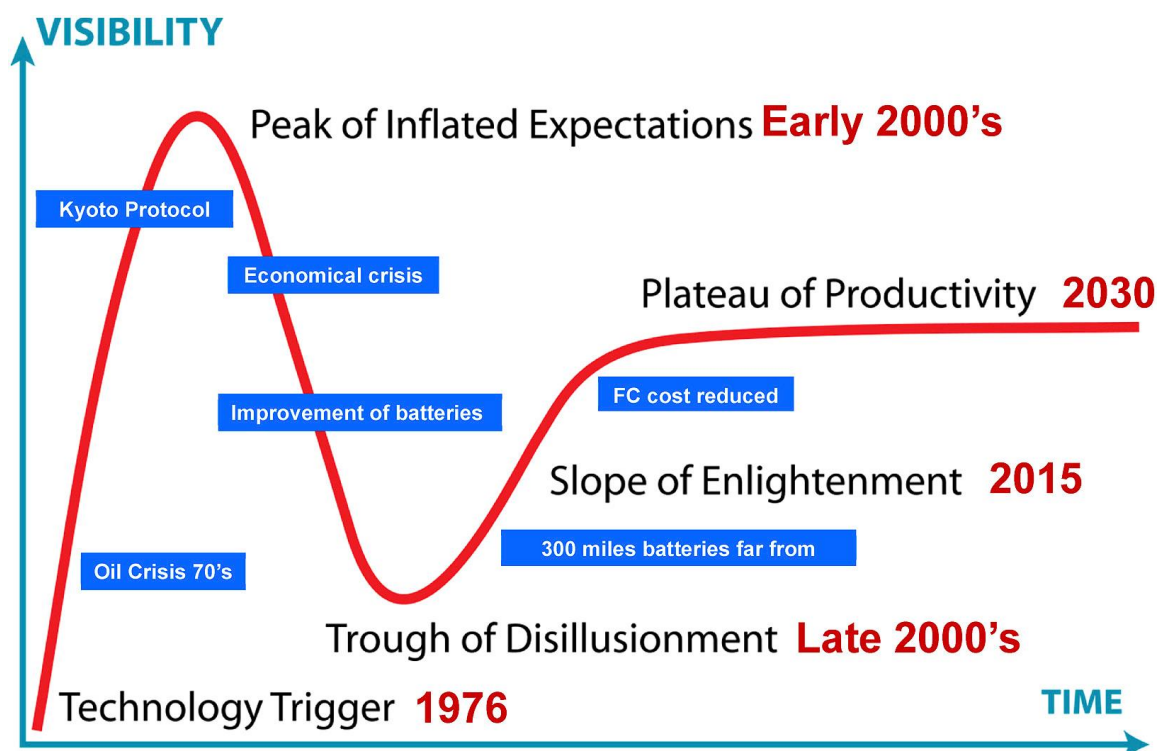 VISIBILITY
Peak of Inflated Expectations Early 2000's
Kyoto Protocol
Economical crisis
Plateau of Productivity 2030
FC cost reduced
Improvement of batteries
Slope of Enlightenment 2015
300 miles batteries far from
Oil Crisis 70's
Trough of Disillusionment Late 2000's
Technology Trigger 1976
TIME